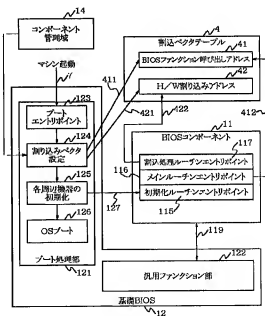 14
コンポーネント
管理域
マシン起動
123
ブート
エントリポイント
124
割り込みベクタ
設定
125
各周辺機器の
初期化
126
OSブート
ブート処理部
121
411
421
127
4
割込ベクタテーブル
41
BIOSファンクション呼び出しアドレス
42
H/W割り込みアドレス
122
412
11
BIOSコンポーネント
117
割込処理ルーチンエントリポイント
116
メインルーチンエントリポイント
初期化ルーチンエントリポイント
115
119
122
汎用ファンクション部
基礎BIOS
12